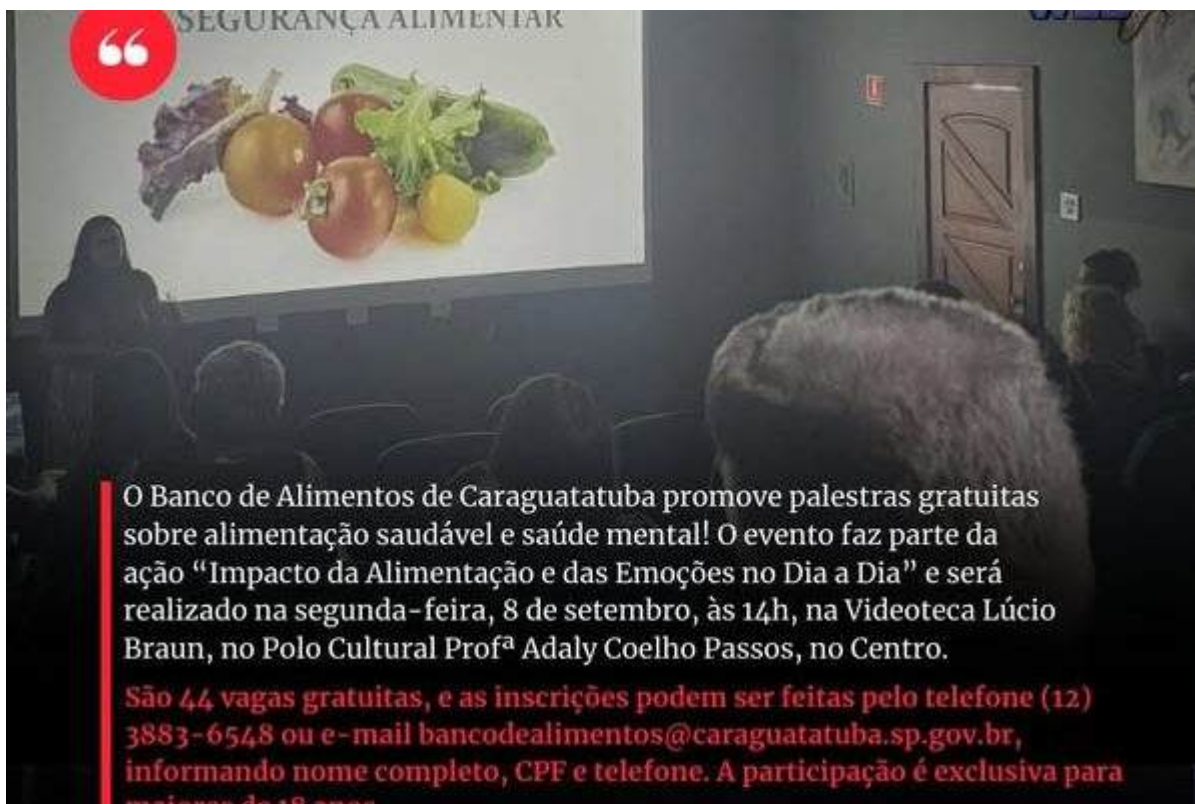 SEGURANÇA ALIMENTAR
O Banco de Alimentos de Caraguatatuba promove palestras gratuitas
sobre alimentação saudável e saúde mental! O evento faz parte da
ação “Impacto da Alimentação e das Emoções no Dia a Dia” e será
realizado na segunda-feira, 8 de setembro, às 14h, na Videoteca Lúcio
Braun, no Polo Cultural Profª Adaly Coelho Passos, no Centro.
São 44 vagas gratuitas, e as inscrições podem ser feitas pelo telefone (12)
3883-6548 ou e-mail bancodealimentos@caraguatatuba.sp.gov.br,
informando nome completo, CPF e telefone. A participação é exclusiva para
maiores de 18 anos